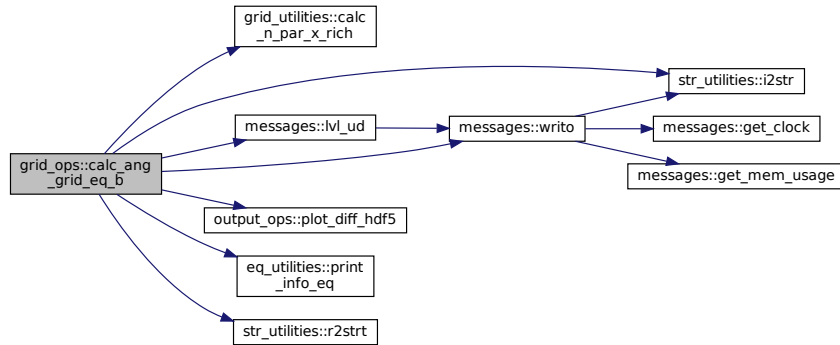 grid_utilities::calc
_n_par_x_rich
str_utilities::i2str
messages::lvl_ud
messages::writo
messages::get_clock
grid_ops::calc_ang
_grid_eq_b
messages::get_mem_usage
output_ops::plot_diff_hdf5
eq_utilities::print
_info_eq
str_utilities::r2strt